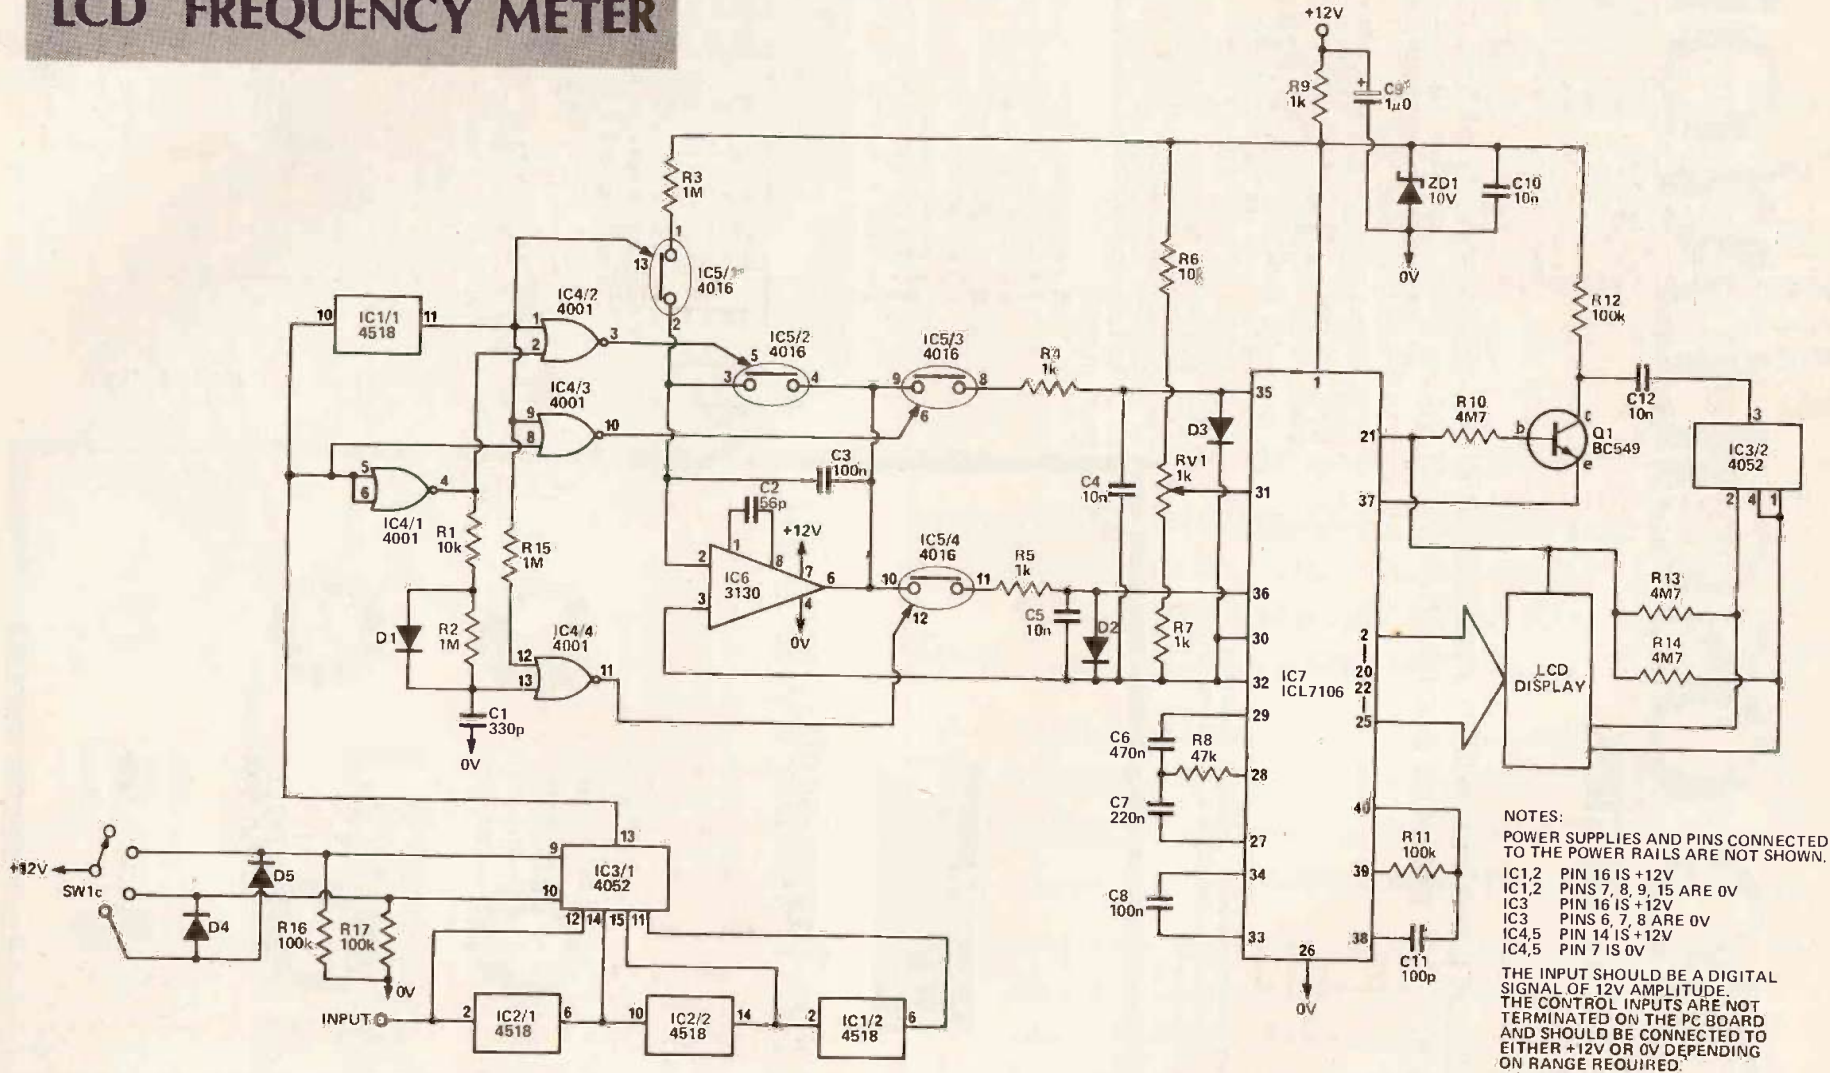 LCD FREQUENCY METER
+12V
R9
1k
C9
1µ0
R3
1M
ZD1
10V
C10
10n
0V
1
13
IC5/
4016
2
R6
R12
100k
IC4/2
4001
10
IC1/1
4518
11
1
2
3
IC5/2
4016
5
3
4
IC5/3
4016
9
8
6
R4
1k
35
1
C12
10n
3
IC4/3
4001
9
8
10
D3
21
R10
4M7
b
c
e
Q1
BC549
IC3/2
4052
2
4
1
5
6
4
IC4/1
4001
C3
100n
C2
56p
C4
10n
RV1
1k
31
37
R1
10k
R15
1M
+12V
1
8
2
7
IC6
3130
6
3
4
0V
IC5/4
4016
10
11
12
R5
1k
36
C5
10n
D2
R7
1k
30
32
IC7
ICL7106
2
20
22
25
R13
4M7
R14
4M7
LCD
DISPLAY
D1
R2
1M
IC4/4
4001
12
13
11
C1
330p
0V
29
C6
470n
R8
47k
28
C7
220n
27
34
C8
100n
33
26
0V
40
R11
100k
39
38
C11
100p
+12V
SW1c
D5
D4
R16
100k
R17
100k
0V
13
9
IC3/1
4052
10
12
14
15
11
INPUT
2
IC2/1
4518
6
10
IC2/2
4518
14
2
IC1/2
4518
6
NOTES:
POWER SUPPLIES AND PINS CONNECTED
TO THE POWER RAILS ARE NOT SHOWN.
IC1,2 PIN 16 IS +12V
IC1,2 PINS 7, 8, 9, 15 ARE 0V
IC3 PIN 16 IS +12V
IC3 PINS 6, 7, 8 ARE 0V
IC4,5 PIN 14 IS +12V
IC4,5 PIN 7 IS 0V
THE INPUT SHOULD BE A DIGITAL
SIGNAL OF 12V AMPLITUDE.
THE CONTROL INPUTS ARE NOT
TERMINATED ON THE PC BOARD
AND SHOULD BE CONNECTED TO
EITHER +12V OR 0V DEPENDING
ON RANGE REQUIRED.